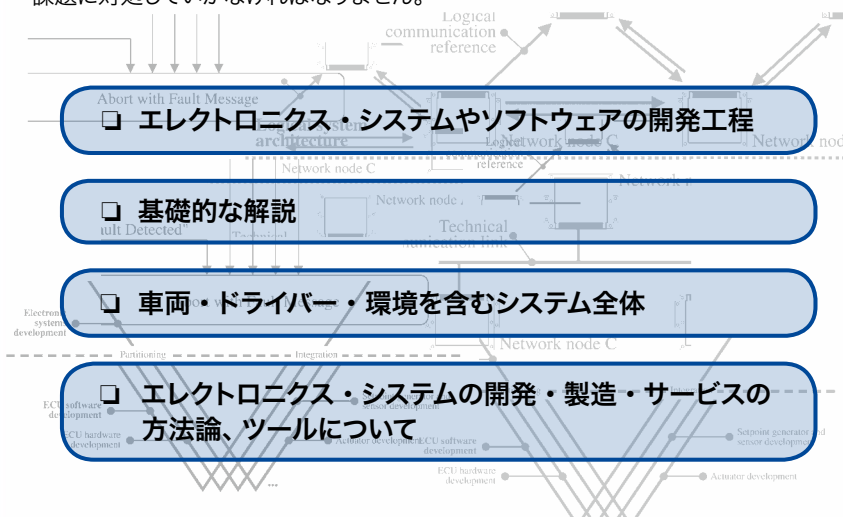 課題に対処していかなければなりません。
Logical
communication
reference
Abort with Fault Message
❏ エレクトロニクス・システムやソフトウェアの開発工程
architecture
Network node C
reference
Network node C
❏ 基礎的な解説
Technical
❏ 車両・ドライバー・環境を含むシステム全体
Electronic
systems
development
Network node C
Partitioning
Integration
❏ エレクトロニクス・システムの開発・製造・サービスの
方法論、ツールについて
ECU software
development
ECU hardware
development
Actuator development
ECU software
development
Setpoint generator and
sensor development
ECU hardware
development
Actuator development
...